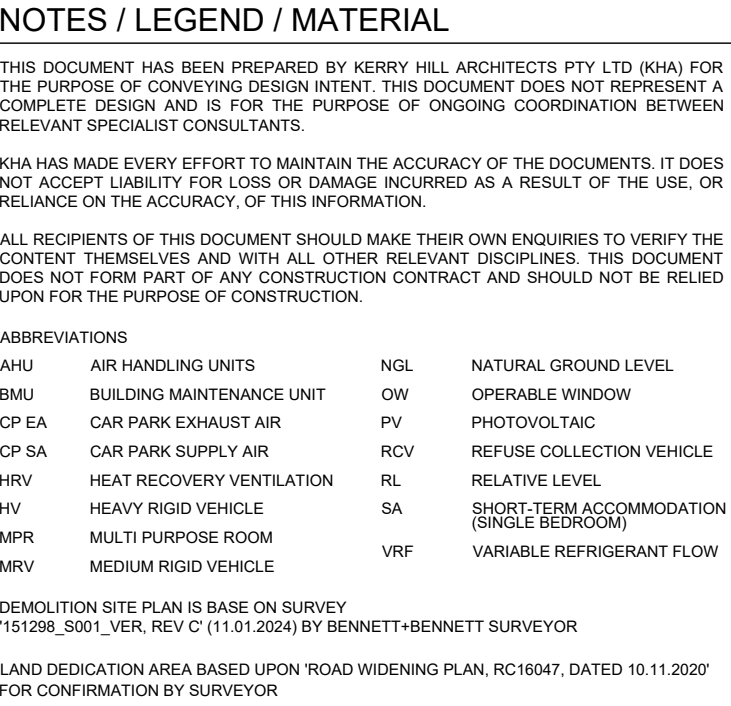 NOTES / LEGEND / MATERIAL
THIS DOCUMENT HAS BEEN PREPARED BY KERRY HILL ARCHITECTS PTY LTD (KHA) FOR
THE PURPOSE OF CONVEYING DESIGN INTENT. THIS DOCUMENT DOES NOT REPRESENT A
COMPLETE DESIGN AND IS FOR THE PURPOSE OF ONGOING COORDINATION BETWEEN
RELEVANT SPECIALIST CONSULTANTS.
KHA HAS MADE EVERY EFFORT TO MAINTAIN THE ACCURACY OF THE DOCUMENTS. IT DOES
NOT ACCEPT LIABILITY FOR LOSS OR DAMAGE INCURRED AS A RESULT OF THE USE, OR
RELIANCE ON THE ACCURACY, OF THIS INFORMATION.
ALL RECIPIENTS OF THIS DOCUMENT SHOULD MAKE THEIR OWN ENQUIRIES TO VERIFY THE
CONTENT THEMSELVES AND WITH ALL OTHER RELEVANT DISCIPLINES. THIS DOCUMENT
DOES NOT FORM PART OF ANY CONSTRUCTION CONTRACT AND SHOULD NOT BE RELIED
UPON FOR THE PURPOSE OF CONSTRUCTION.
ABBREVIATIONS
AHU AIR HANDLING UNITS
BMU BUILDING MAINTENANCE UNIT
CP EA CAR PARK EXHAUST AIR
CP SA CAR PARK SUPPLY AIR
HRV HEAT RECOVERY VENTILATION
HV HEAVY RIGID VEHICLE
MPR MULTI PURPOSE ROOM
MRV MEDIUM RIGID VEHICLE
NGL NATURAL GROUND LEVEL
OW OPERABLE WINDOW
PV PHOTOVOLTAIC
RCV REFUSE COLLECTION VEHICLE
RL RELATIVE LEVEL
SA SHORT-TERM ACCOMMODATION
(SINGLE BEDROOM)
VRF VARIABLE REFRIGERANT FLOW
DEMOLITION SITE PLAN IS BASE ON SURVEY
'151298_S001_VER, REV C' (11.01.2024) BY BENNETT+BENNETT SURVEYOR
LAND DEDICATION AREA BASED UPON 'ROAD WIDENING PLAN, RC16047, DATED 10.11.2020'
FOR CONFIRMATION BY SURVEYOR